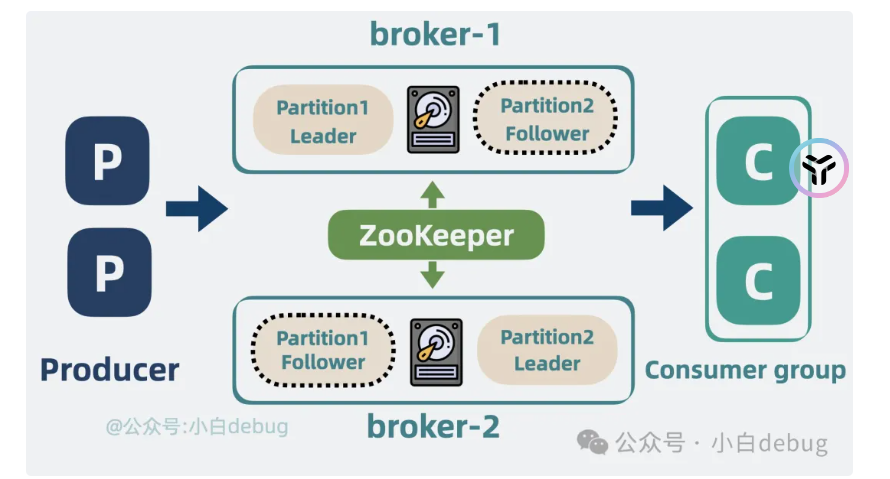 broker-1
Partition1
Leader
Partition2
Follower
P
P
Producer
ZooKeeper
C
C
Consumer group
Partition1
Follower
Partition2
Leader
broker-2
@公众号:小白debug
公众号 · 小白debug